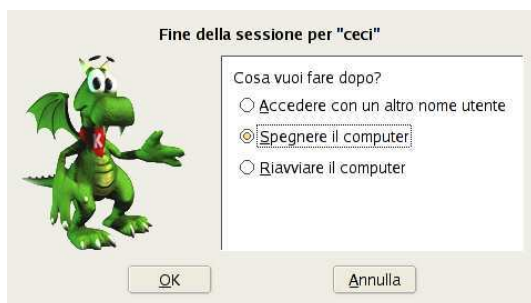 Fine della sessione per "ceci"
Cosa vuoi fare dopo?
Accedere con un altro nome utente
Spegnere il computer
Riavviare il computer
K
OK
Annulla